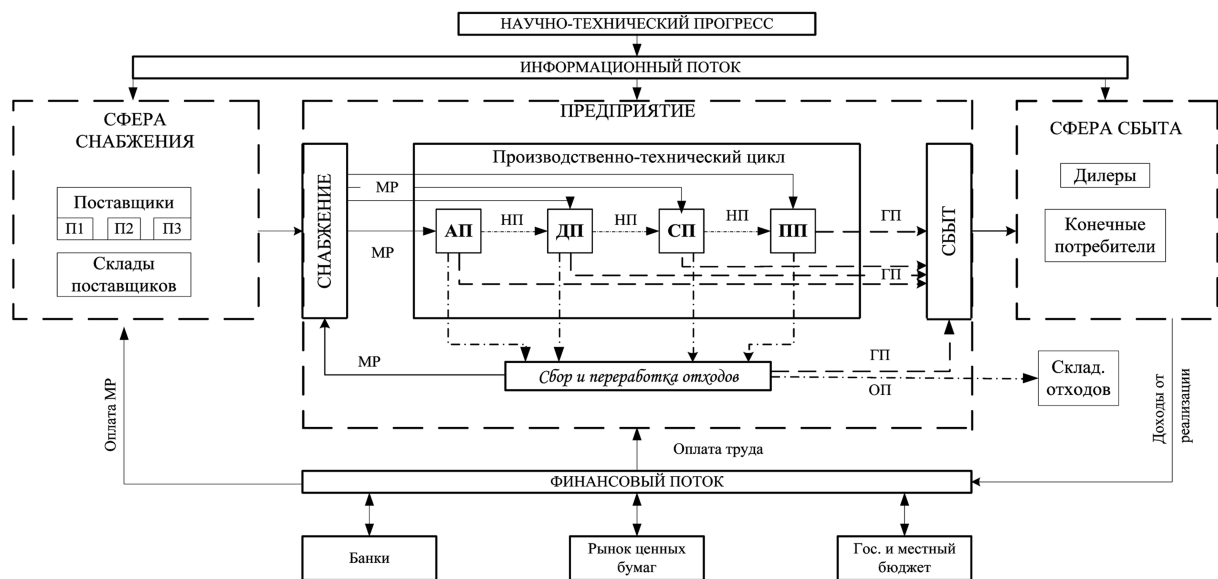 НАУЧНО-ТЕХНИЧЕСКИЙ ПРОГРЕСС
ИНФОРМАЦИОННЫЙ ПОТОК
СФЕРА
СНАБЖЕНИЯ
Поставщики
П1 П2 П3
Склады
поставщиков
ПРЕДПРИЯТИЕ
СНАБЖЕНИЕ
Производственно-технический цикл
МР
МР
АП
НП
ДП
НП
СП
НП
ПП
ГП
ГП
СБЫТ
МР
Сбор и переработка отходов
ГП
ОП
СФЕРА СБЫТА
Дилеры
Конечные
потребители
Склад.
отходов
Оплата МР
Оплата труда
Доходы от
реализации
ФИНАНСОВЫЙ ПОТОК
Банки
Рынок ценных
бумаг
Гос. и местный
бюджет